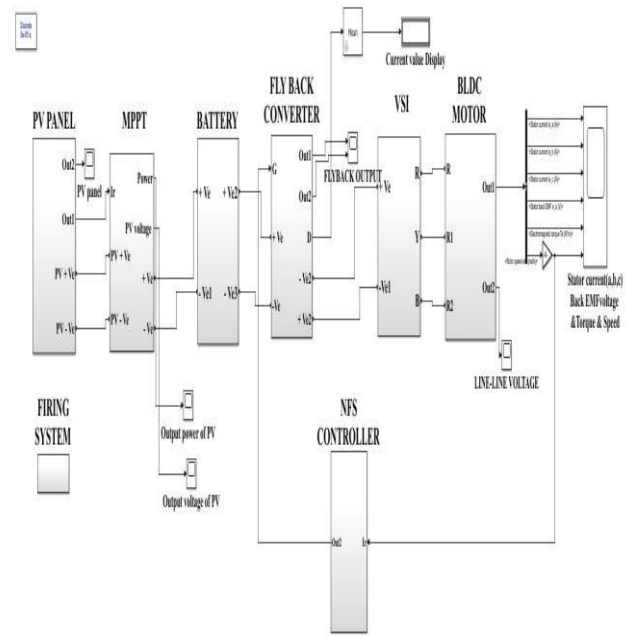 Discrete
PV PANEL
MPPT
BATTERY
FLY BACK
CONVERTER
VSI
BLDC
MOTOR
Mean
Current value Display
Out2
PV panel
Out1
PV + Ve
PV - Ve
Ir
Power
PV voltage
PV + Ve
+ Ve
PV - Ve
- Ve
+ Ve
+ Ve2
- Ve1
- Ve3
G
Out1
Out2
FLYBACK OUTPUT
+ Ve
D
- Ve2
-Ve
+ Ve2
+ Ve
-Ve1
R
Y
B
R
R1
R2
Out1
Out2
LINE-LINE VOLTAGE
Stator current(a,b,c)
Back EMFvoltage
&Torque & Speed
FIRING
SYSTEM
Output power of PV
Output voltage of PV
NFS
CONTROLLER
Out2